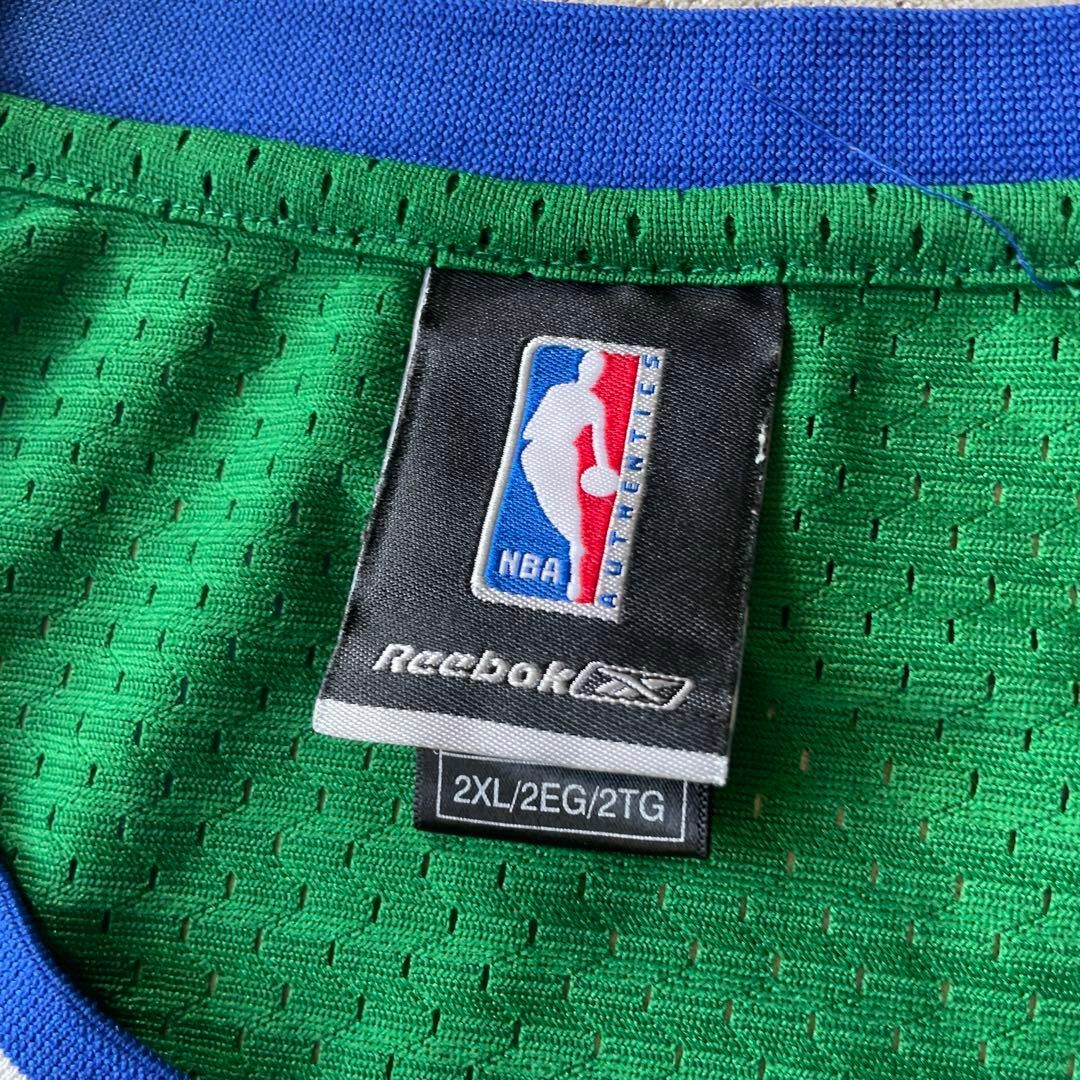 NBA
AUTHENTICS
Reebok
2XL/2EG/2TG